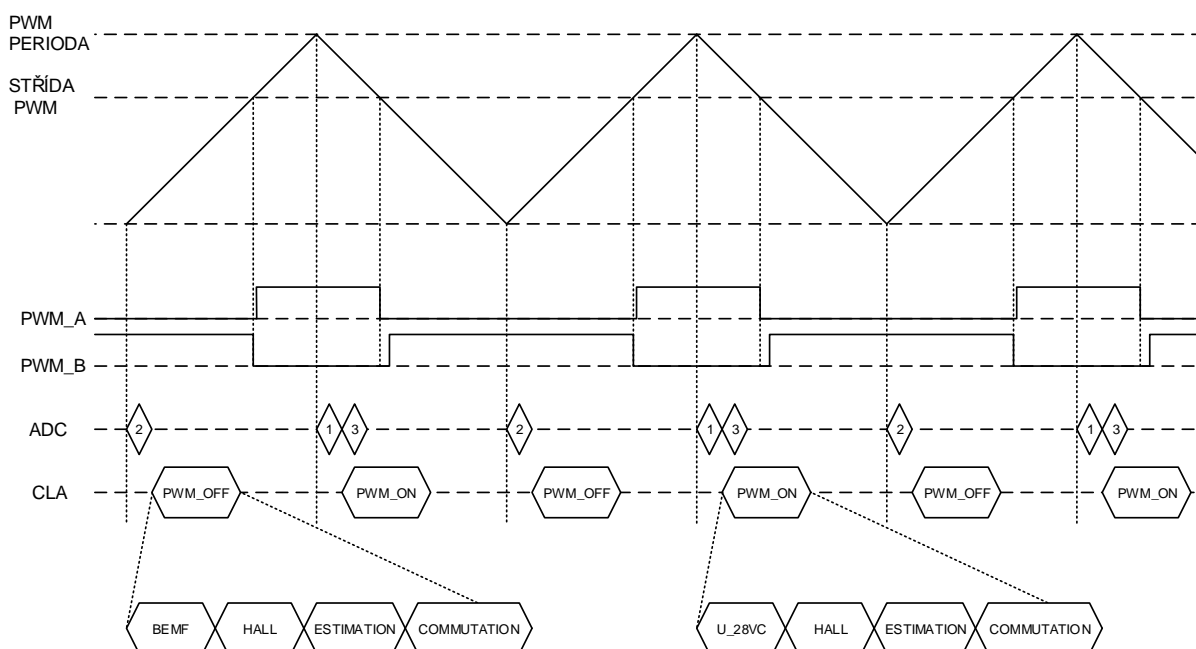 PWM
PERIODA
STŘÍDA
PWM
PWM_A
PWM_B
ADC
2
1
3
2
1
3
2
1
3
CLA
PWM_OFF
PWM_ON
PWM_OFF
PWM_ON
PWM_OFF
PWM_ON
BEMF
HALL
ESTIMATION
COMMUTATION
U_28VC
HALL
ESTIMATION
COMMUTATION